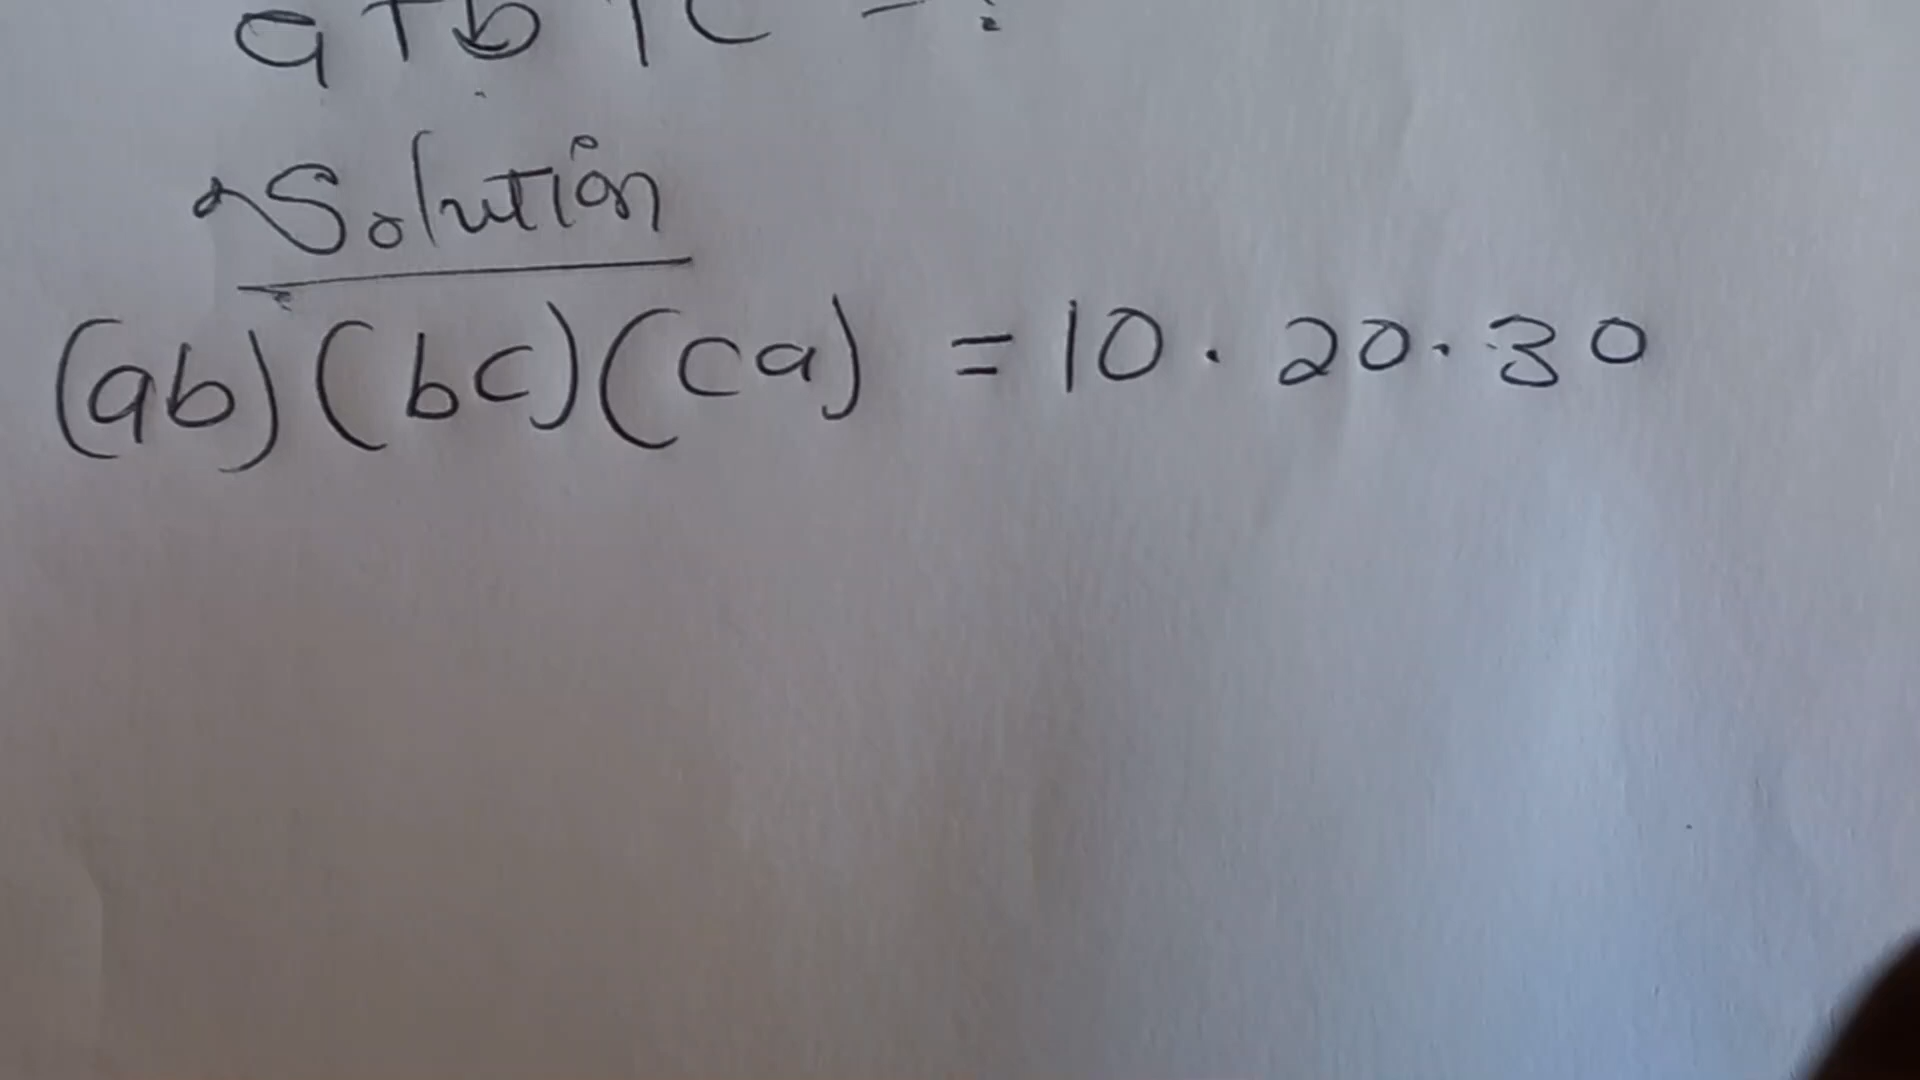 a+b+c = ?
Solution
(ab)(bc)(ca) = 10 . 20 . 30